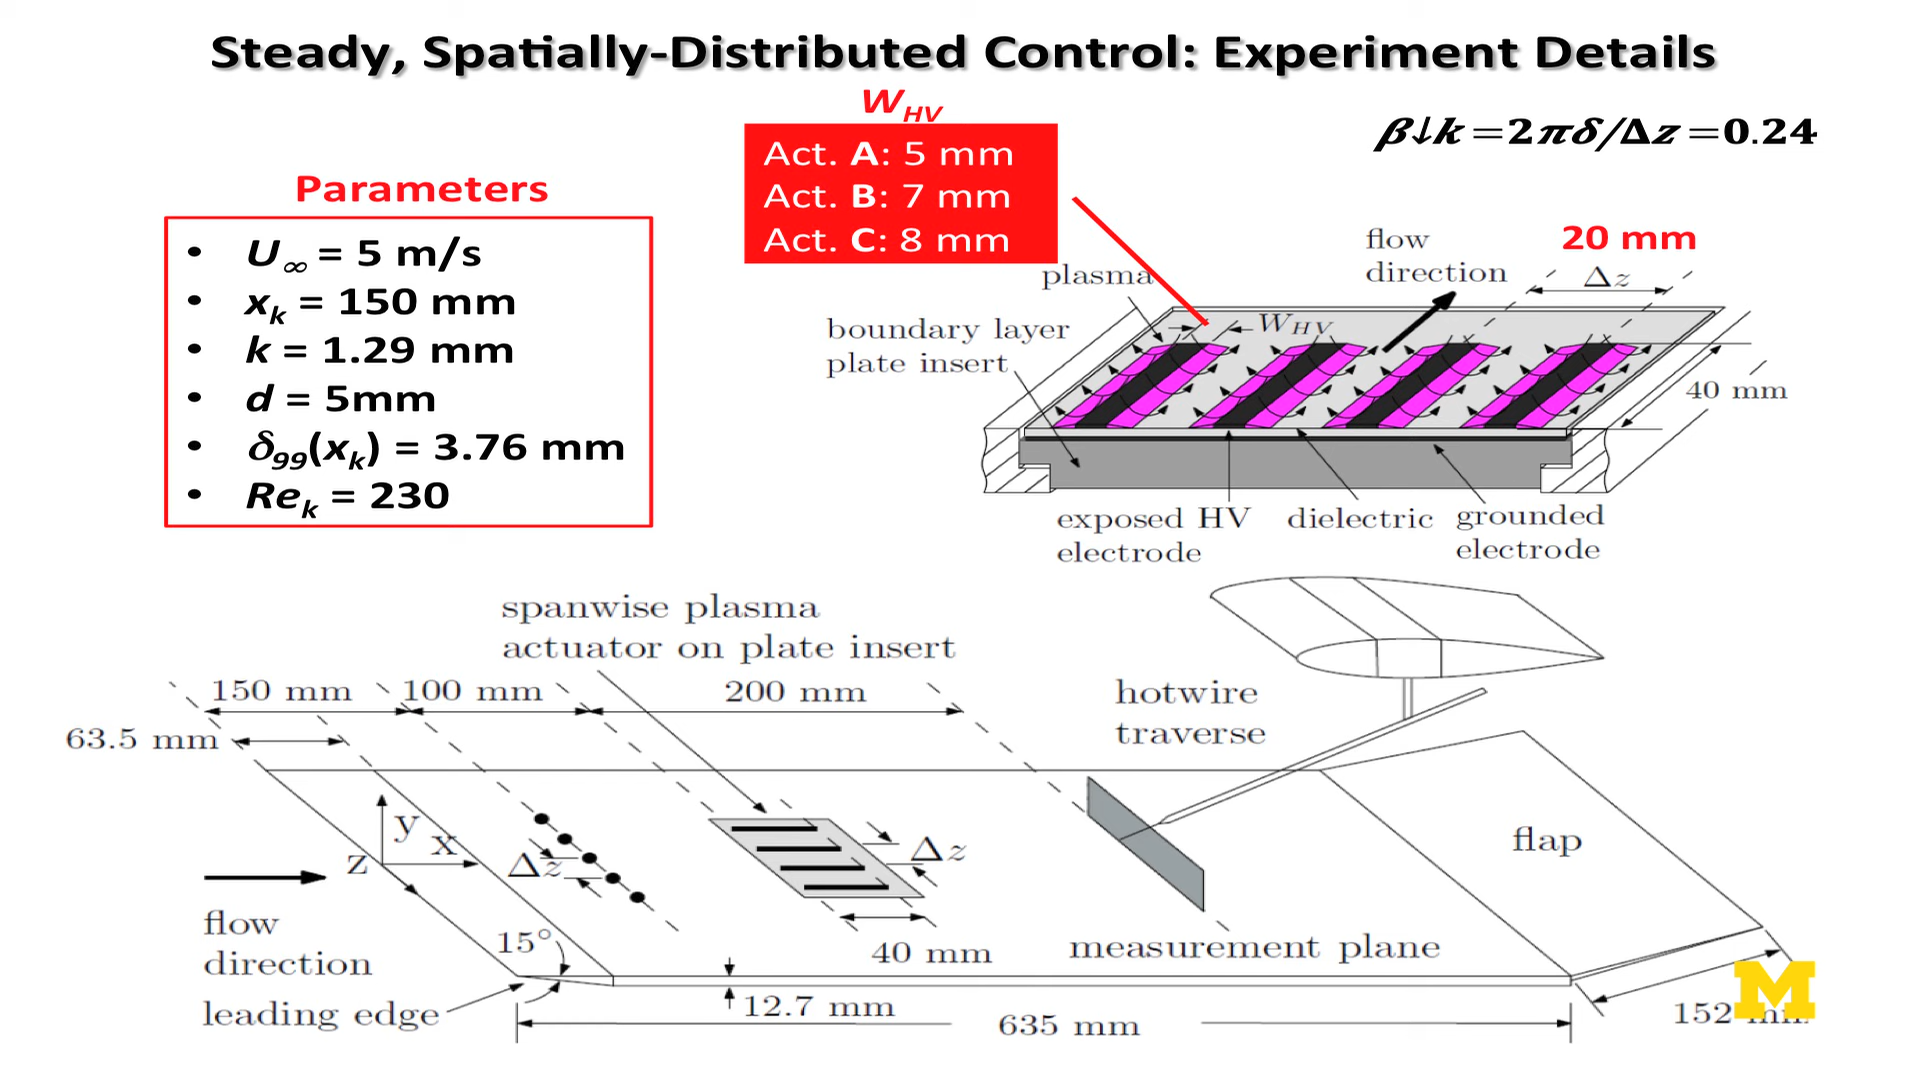 Steady, Spatially-Distributed Control: Experiment Details
W_HV
Act. A: 5 mm
Act. B: 7 mm
Act. C: 8 mm
β↓k =2πδ/Δz =0.24
Parameters
• U∞ = 5 m/s
• x_k = 150 mm
• k = 1.29 mm
• d = 5mm
• δ_99(x_k) = 3.76 mm
• Re_k = 230
20 mm
flow
direction
Δz
plasma
W_HV
boundary layer
plate insert
40 mm
exposed HV
electrode
dielectric
grounded
electrode
spanwise plasma
actuator on plate insert
150 mm
100 mm
200 mm
63.5 mm
hotwire
traverse
y
x
z
Δz
Δz
flap
flow
direction
15°
40 mm
measurement plane
leading edge
12.7 mm
635 mm
152
M